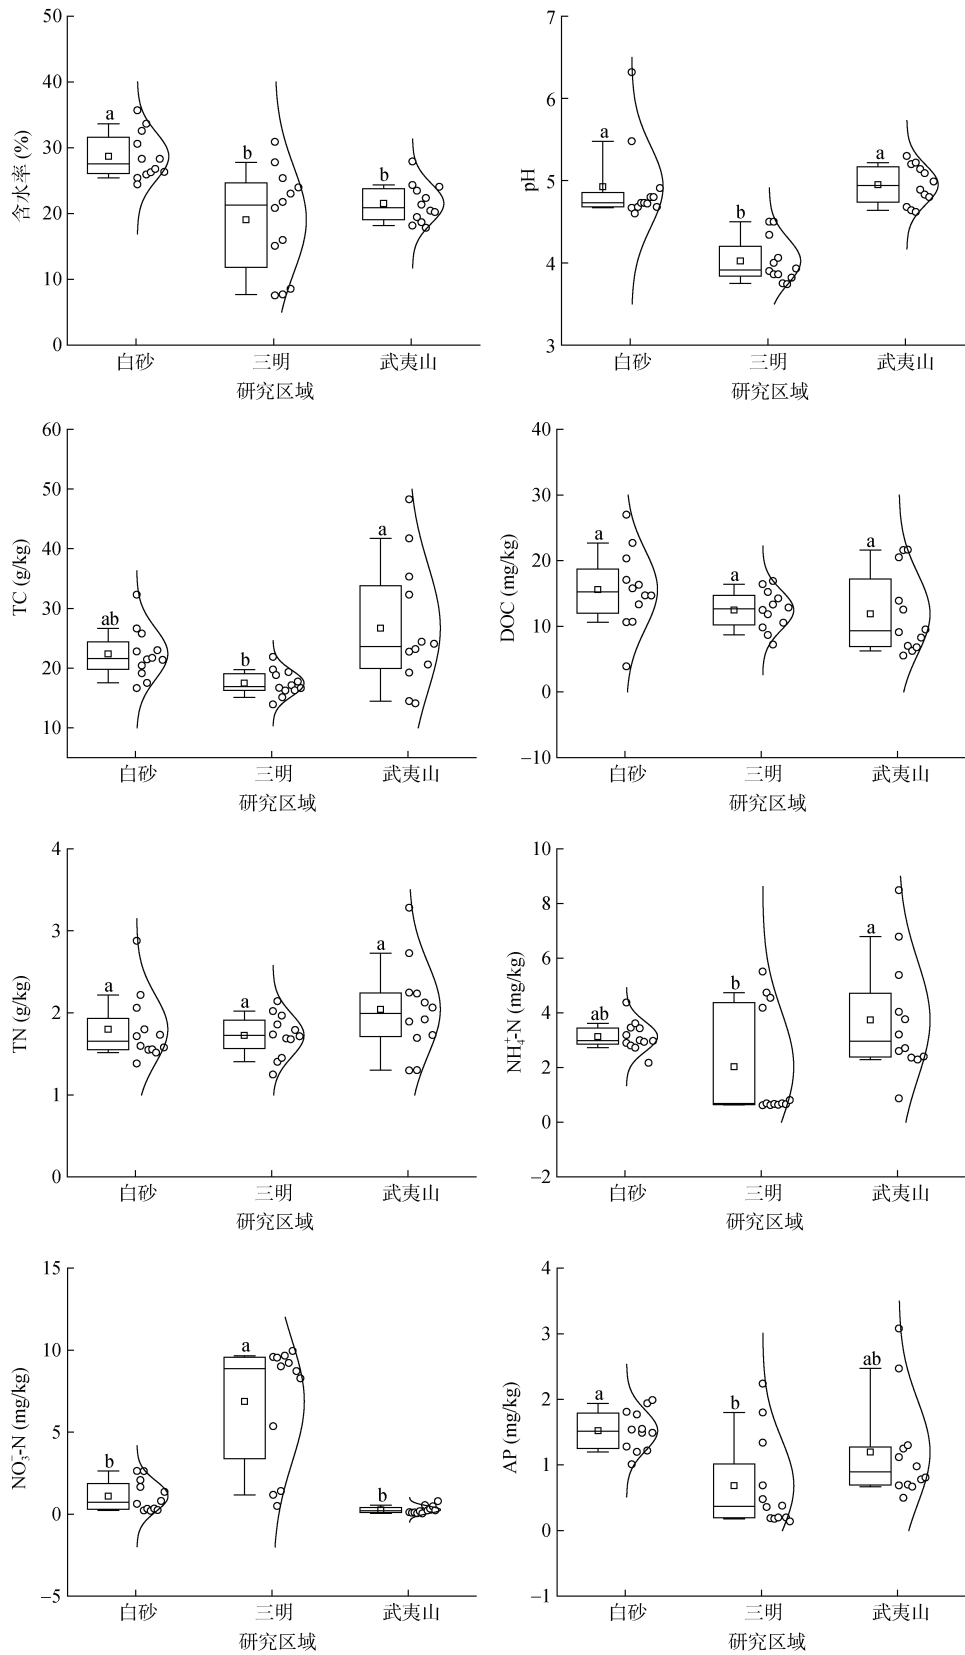 含水率 (%)
50
40
30
20
10
0
a
b
b
白砂
三明
武夷山
研究区域
pH
7
6
5
4
3
a
b
a
白砂
三明
武夷山
研究区域
TC (g/kg)
60
50
40
30
20
10
ab
b
a
白砂
三明
武夷山
研究区域
DOC (mg/kg)
40
30
20
10
0
−10
a
a
a
白砂
三明
武夷山
研究区域
TN (g/kg)
4
3
2
1
0
a
a
a
白砂
三明
武夷山
研究区域
NH₄⁺-N (mg/kg)
10
8
6
4
2
0
−2
ab
b
a
白砂
三明
武夷山
研究区域
NO₃⁻-N (mg/kg)
15
10
5
0
−5
b
a
b
白砂
三明
武夷山
研究区域
AP (mg/kg)
4
3
2
1
0
−1
a
b
ab
白砂
三明
武夷山
研究区域